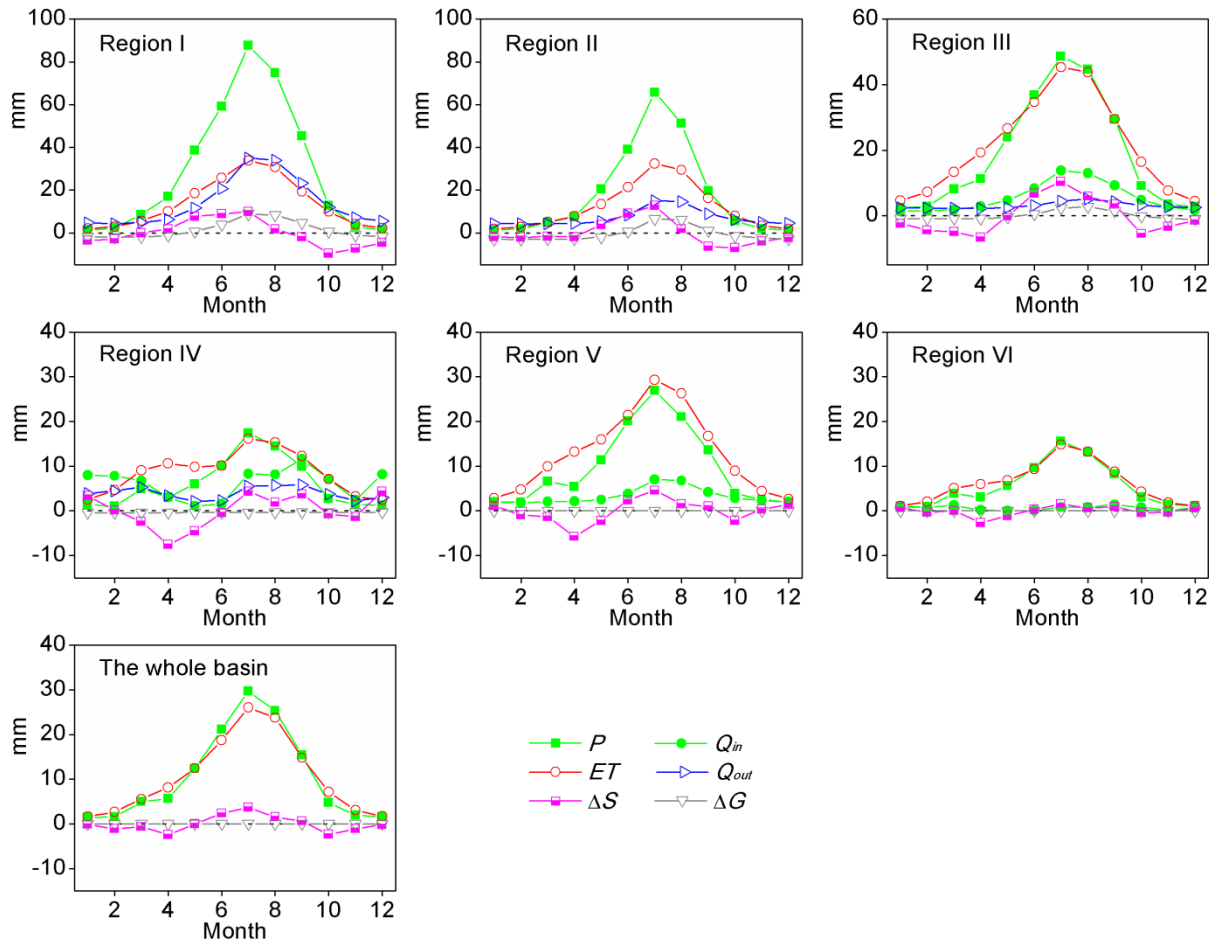 Region I
mm
100
80
60
40
20
0
2 4 6 8 10 12
Month
Region II
mm
100
80
60
40
20
0
2 4 6 8 10 12
Month
Region III
mm
60
40
20
0
2 4 6 8 10 12
Month
Region IV
mm
40
30
20
10
0
-10
2 4 6 8 10 12
Month
Region V
mm
40
30
20
10
0
-10
2 4 6 8 10 12
Month
Region VI
mm
40
30
20
10
0
-10
2 4 6 8 10 12
Month
The whole basin
mm
40
30
20
10
0
-10
2 4 6 8 10 12
Month
P Qin
ET Qout
ΔS ΔG